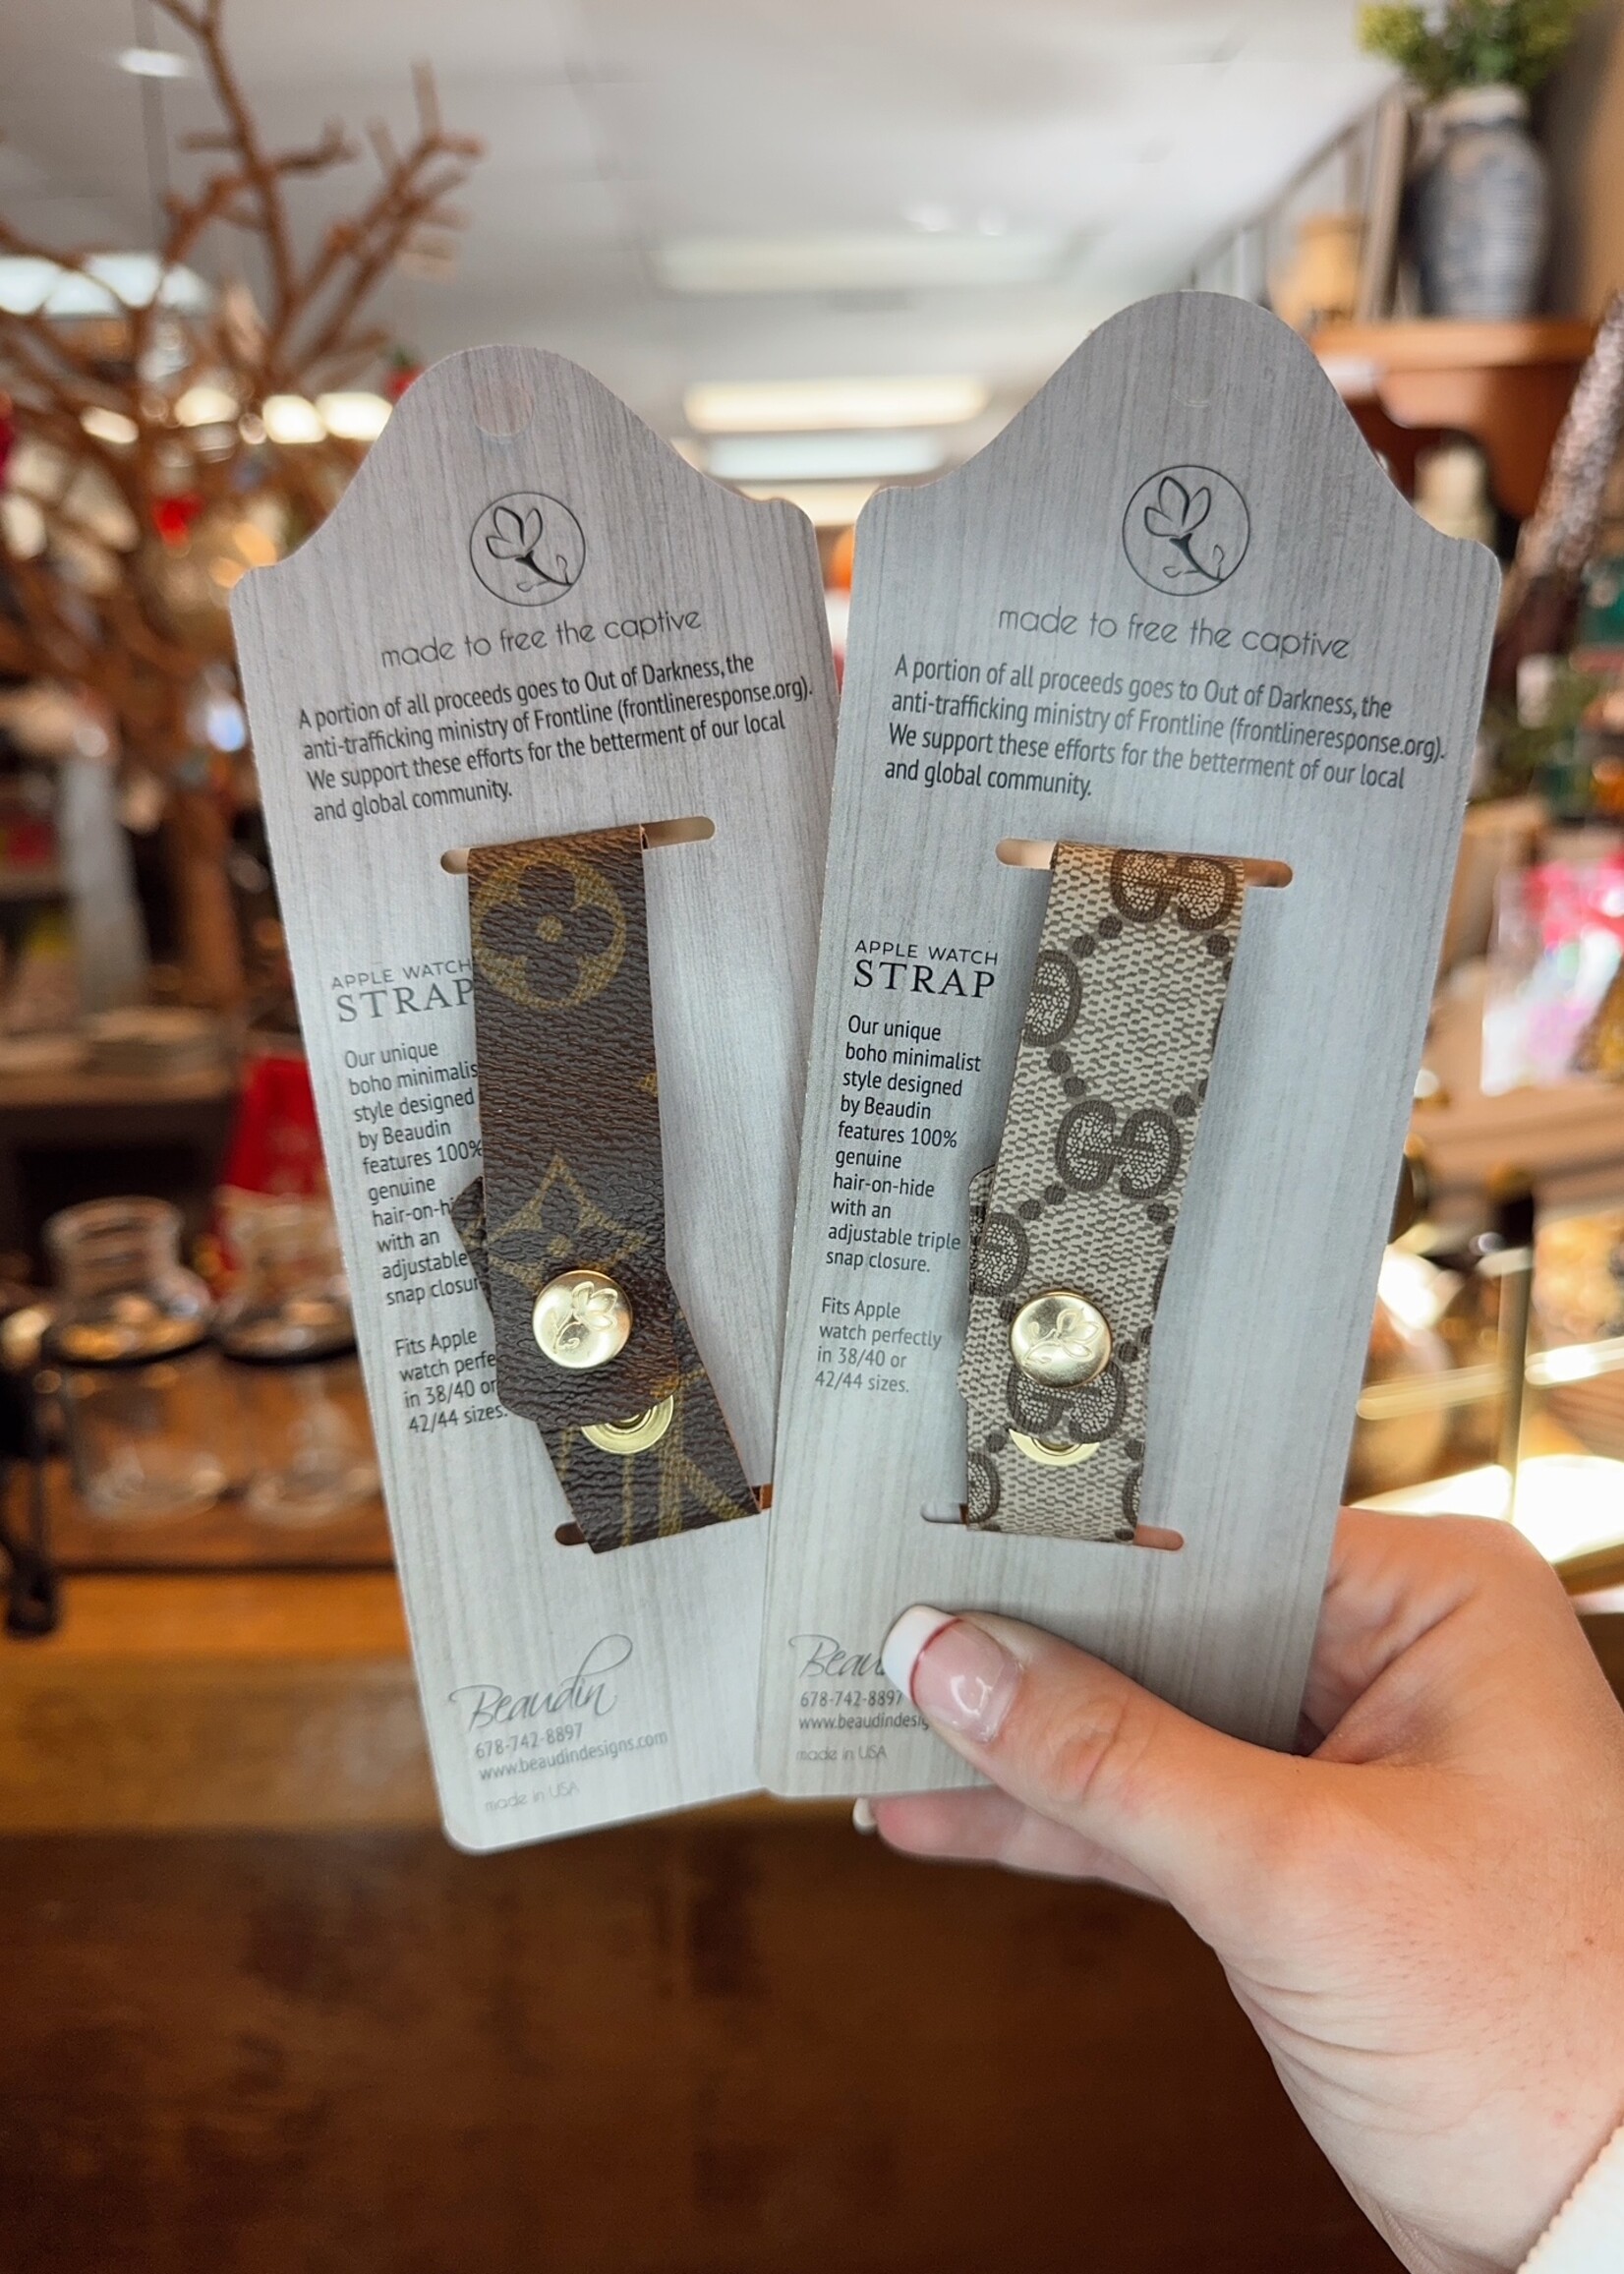 made to free the captive
A portion of all proceeds goes to Out of Darkness, the
anti-trafficking ministry of Frontline (frontlineresponse.org).
We support these efforts for the betterment of our local
and global community.
APPLE WATCH
STRAP
Our unique
boho minimalis
style designed
by Beaudin
features 100%
genuine
hair-on-hi
with an
adjustable
snap closur
Fits Apple
watch perfe
in 38/40 or
42/44 sizes.
Beaudin
678-742-8897
www.beaudindesigns.com
made in USA
made to free the captive
A portion of all proceeds goes to Out of Darkness, the
anti-trafficking ministry of Frontline (frontlineresponse.org).
We support these efforts for the betterment of our local
and global community.
APPLE WATCH
STRAP
Our unique
boho minimalist
style designed
by Beaudin
features 100%
genuine
hair-on-hide
with an
adjustable triple
snap closure.
Fits Apple
watch perfectly
in 38/40 or
42/44 sizes.
Beau
678-742-8897
www.beaudindesig
made in USA